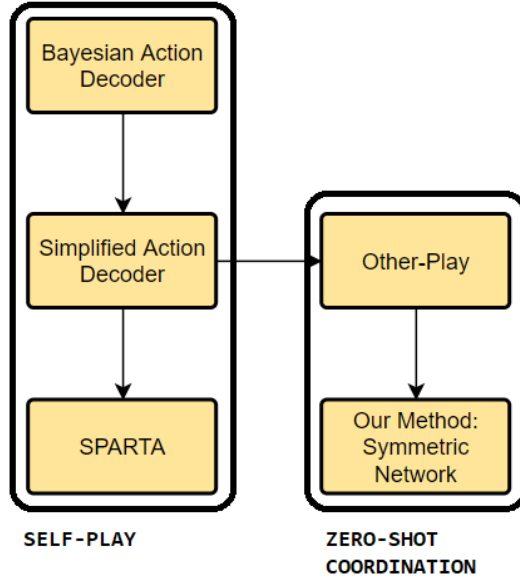 Bayesian Action
Decoder
Simplified Action
Decoder
SPARTA
SELF-PLAY
Other-Play
Our Method:
Symmetric
Network
ZERO-SHOT
COORDINATION